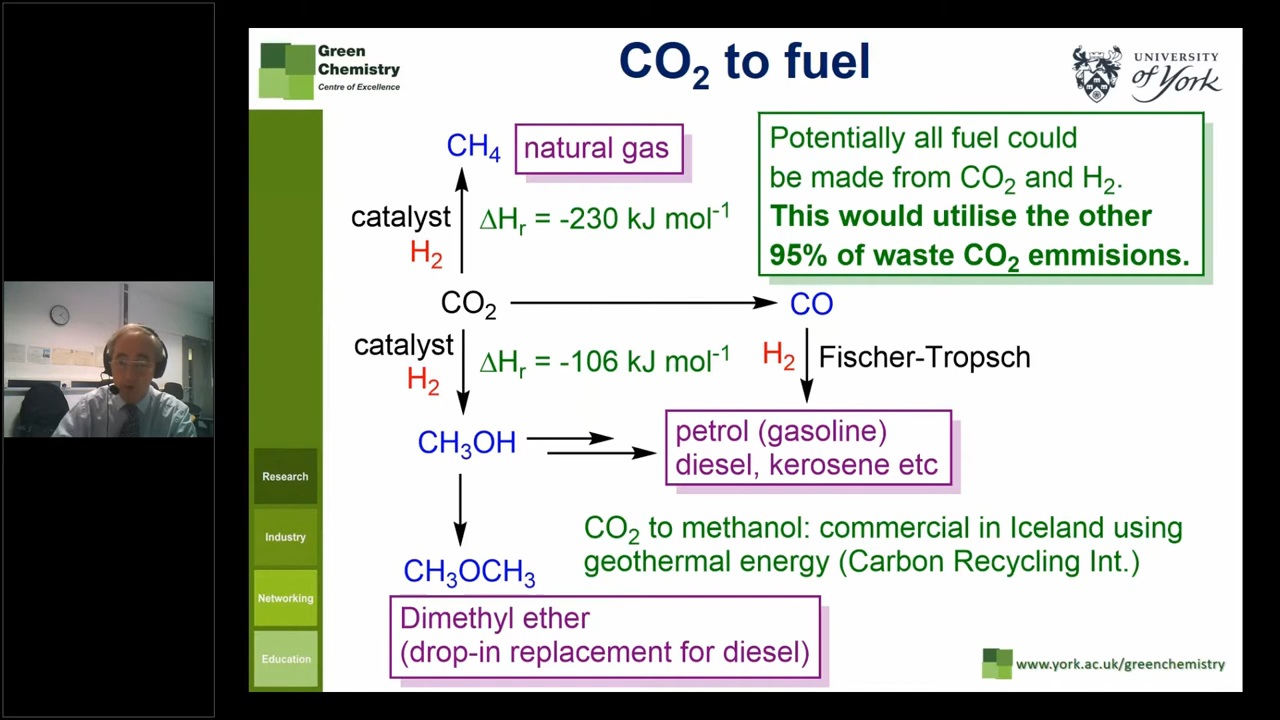 Green
Chemistry
Centre of Excellence
CO₂ to fuel
UNIVERSITY
of York
CH₄ natural gas
catalyst
H₂
ΔHᵣ = -230 kJ mol⁻¹
Potentially all fuel could
be made from CO₂ and H₂.
This would utilise the other
95% of waste CO₂ emmisions.
CO₂
CO
catalyst
H₂
ΔHᵣ = -106 kJ mol⁻¹
H₂ Fischer-Tropsch
CH₃OH
petrol (gasoline)
diesel, kerosene etc
CO₂ to methanol: commercial in Iceland using
geothermal energy (Carbon Recycling Int.)
CH₃OCH₃
Dimethyl ether
(drop-in replacement for diesel)
Research
Industry
Networking
Education
www.york.ac.uk/greenchemistry